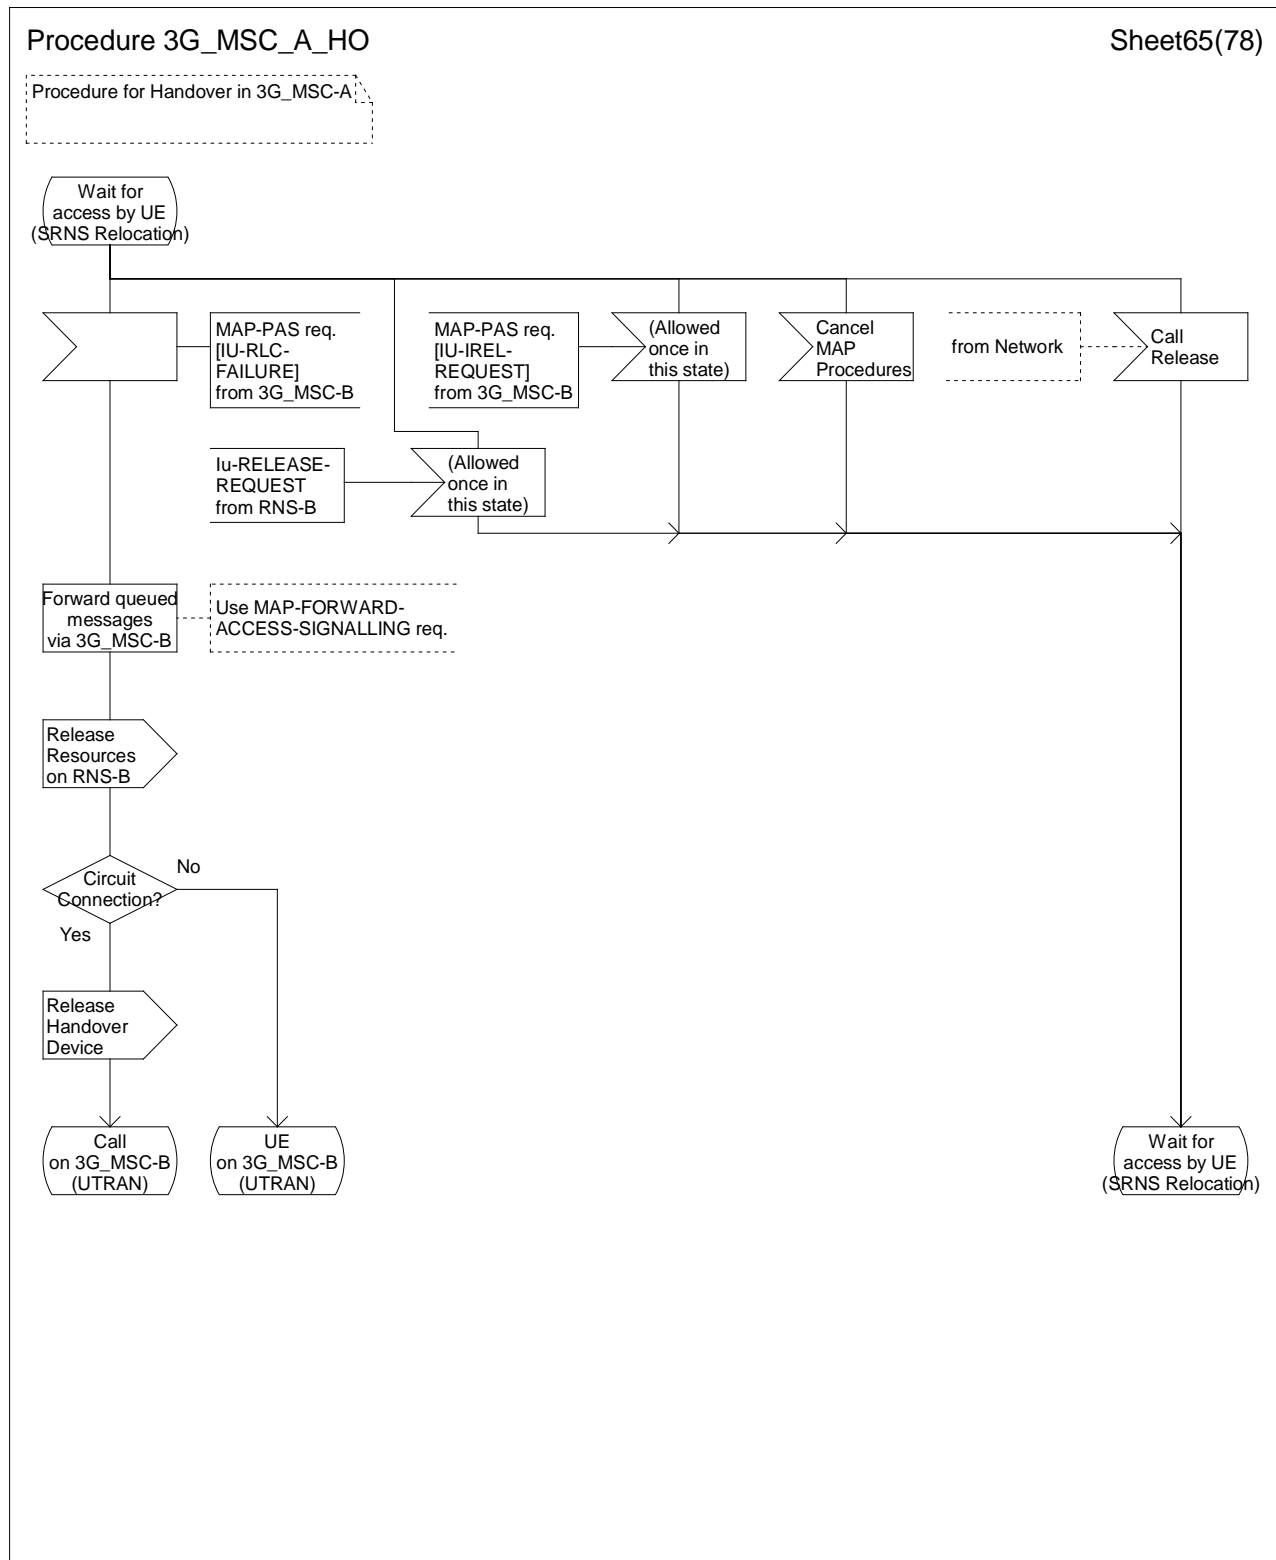 Procedure 3G_MSC_A_HO
Sheet65(78)
Procedure for Handover in 3G_MSC-A
Wait for
access by UE
(SRNS Relocation)
MAP-PAS req.
[IU-RLC-
FAILURE]
from 3G_MSC-B
MAP-PAS req.
[IU-IREL-
REQUEST]
from 3G_MSC-B
(Allowed
once in
this state)
Cancel
MAP
Procedures
from Network
Call
Release
Iu-RELEASE-
REQUEST
from RNS-B
(Allowed
once in
this state)
Forward queued
messages
via 3G_MSC-B
Use MAP-FORWARD-
ACCESS-SIGNALLING req.
Release
Resources
on RNS-B
Circuit
Connection?
No
Yes
Release
Handover
Device
Call
on 3G_MSC-B
(UTRAN)
UE
on 3G_MSC-B
(UTRAN)
Wait for
access by UE
(SRNS Relocation)